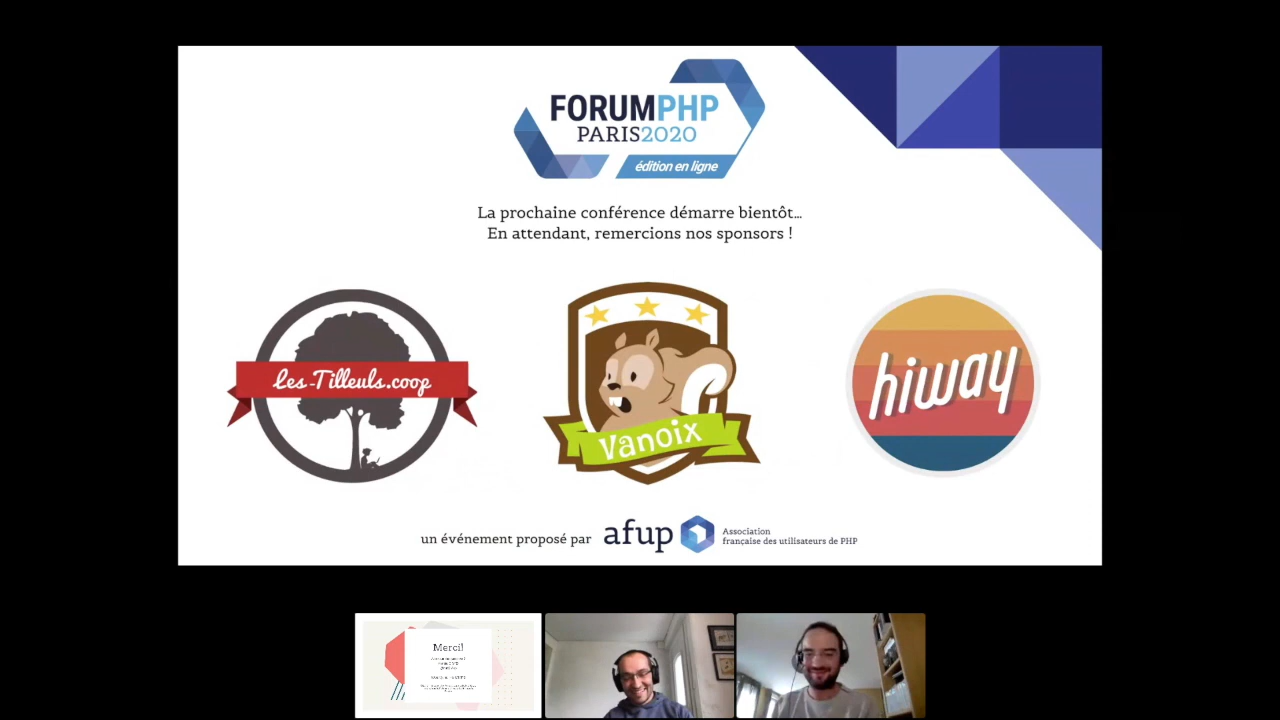 FORUMPHP
PARIS2020
édition en ligne
La prochaine conférence démarre bientôt...
En attendant, remercions nos sponsors !
Les-Tilleuls.coop
Vanoix
hiway
un événement proposé par
afup
Association
française des utilisateurs de PHP
Merci!